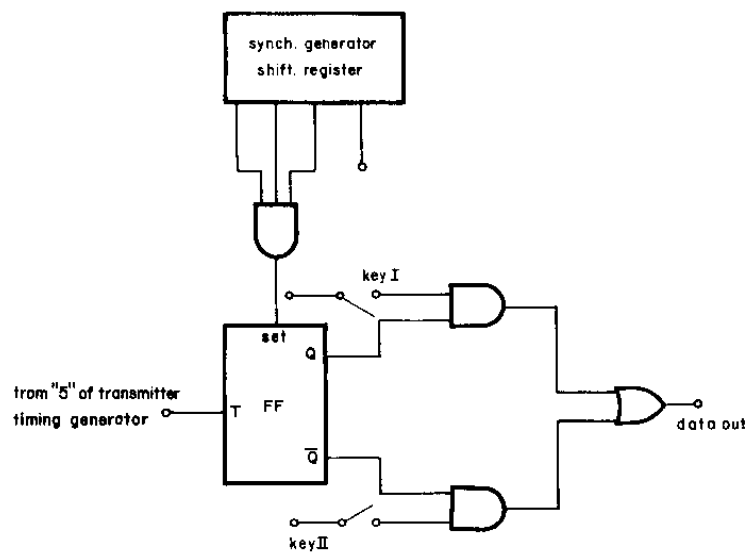 synch. generator
shift. register
key I
set
Q
from "5" of transmitter
timing generator
T
FF
Q̅
data out
key II